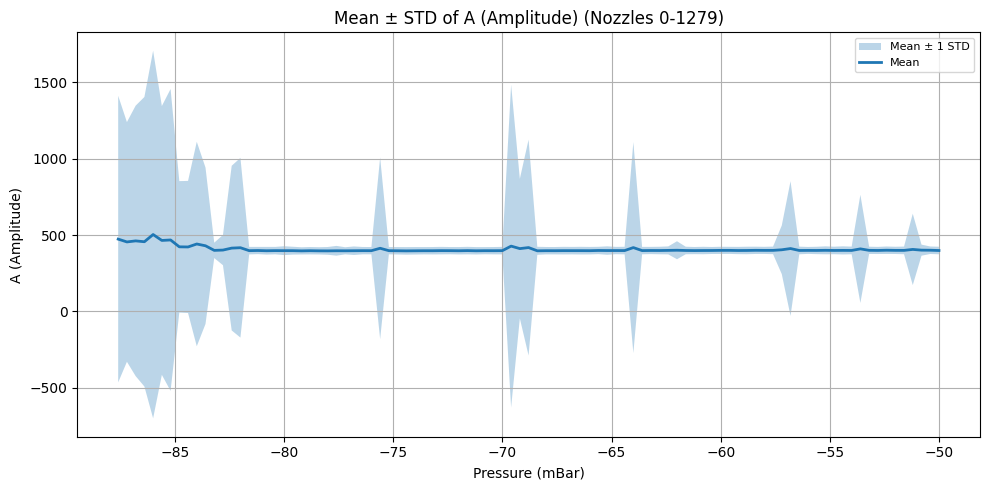 Mean ± STD of A (Amplitude) (Nozzles 0-1279)
Mean ± 1 STD
Mean
A (Amplitude)
1500
1000
500
0
−500
−85
−80
−75
−70
−65
−60
−55
−50
Pressure (mBar)